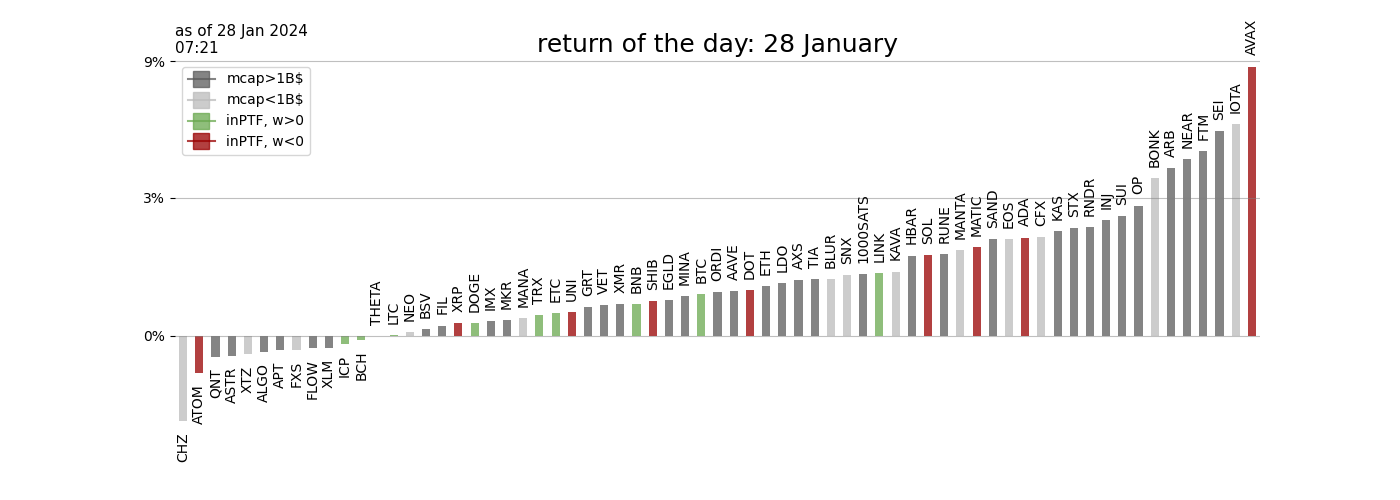 as of 28 Jan 2024
07:21
return of the day: 28 January
9%
3%
0%
mcap>1B$
mcap<1B$
inPTF, w>0
inPTF, w<0
CHZ
ATOM
QNT
ASTR
XTZ
ALGO
APT
FXS
FLOW
XLM
ICP
BCH
THETA
LTC
NEO
BSV
FIL
XRP
DOGE
IMX
MKR
MANA
TRX
ETC
UNI
GRT
VET
XMR
BNB
SHIB
EGLD
MINA
BTC
ORDI
AAVE
DOT
ETH
LDO
AXS
TIA
BLUR
SNX
1000SATS
LINK
KAVA
HBAR
SOL
RUNE
MANTA
MATIC
SAND
EOS
ADA
CFX
KAS
STX
RNDR
INJ
SUI
OP
BONK
ARB
NEAR
FTM
SEI
IOTA
AVAX